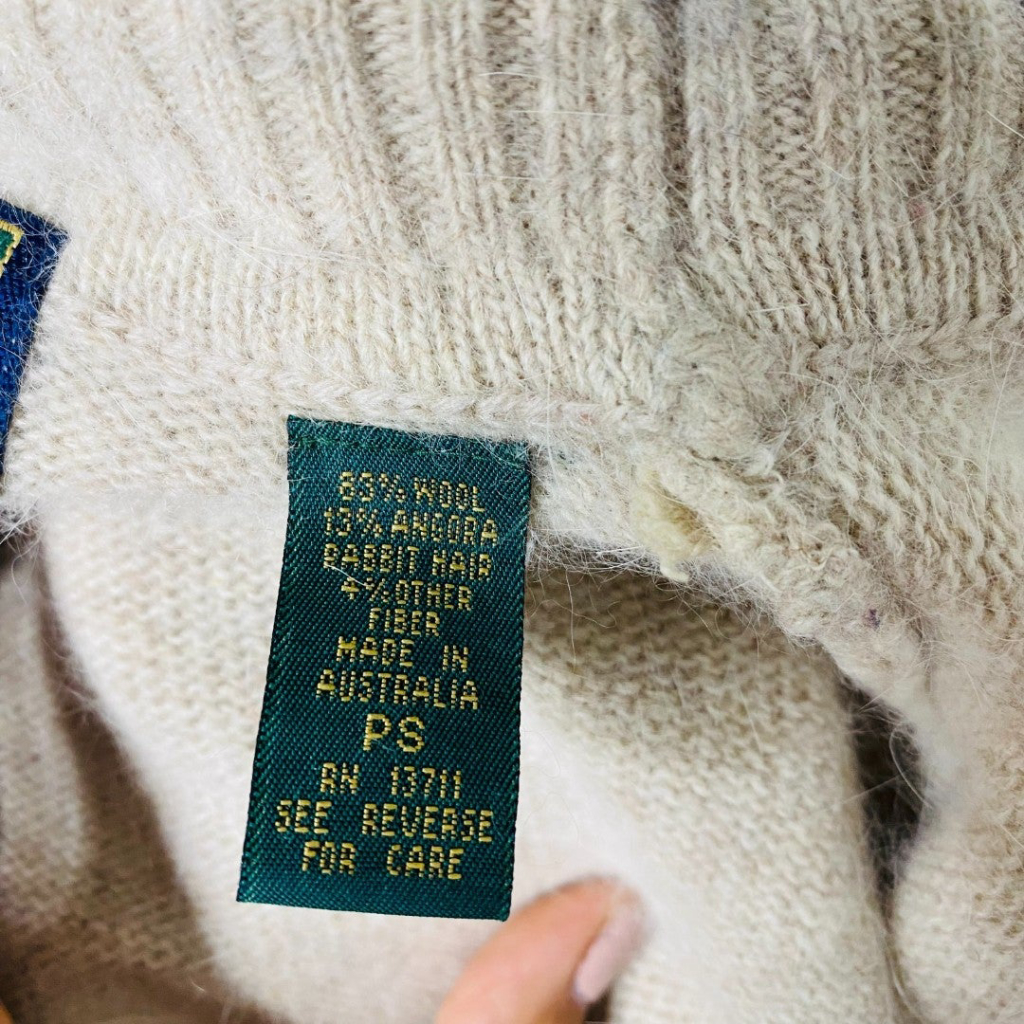 83% WOOL
13% ANGORA
RABBIT HAIR
4% OTHER
FIBER
MADE IN
AUSTRALIA
PS
RN 13711
SEE REVERSE
FOR CARE